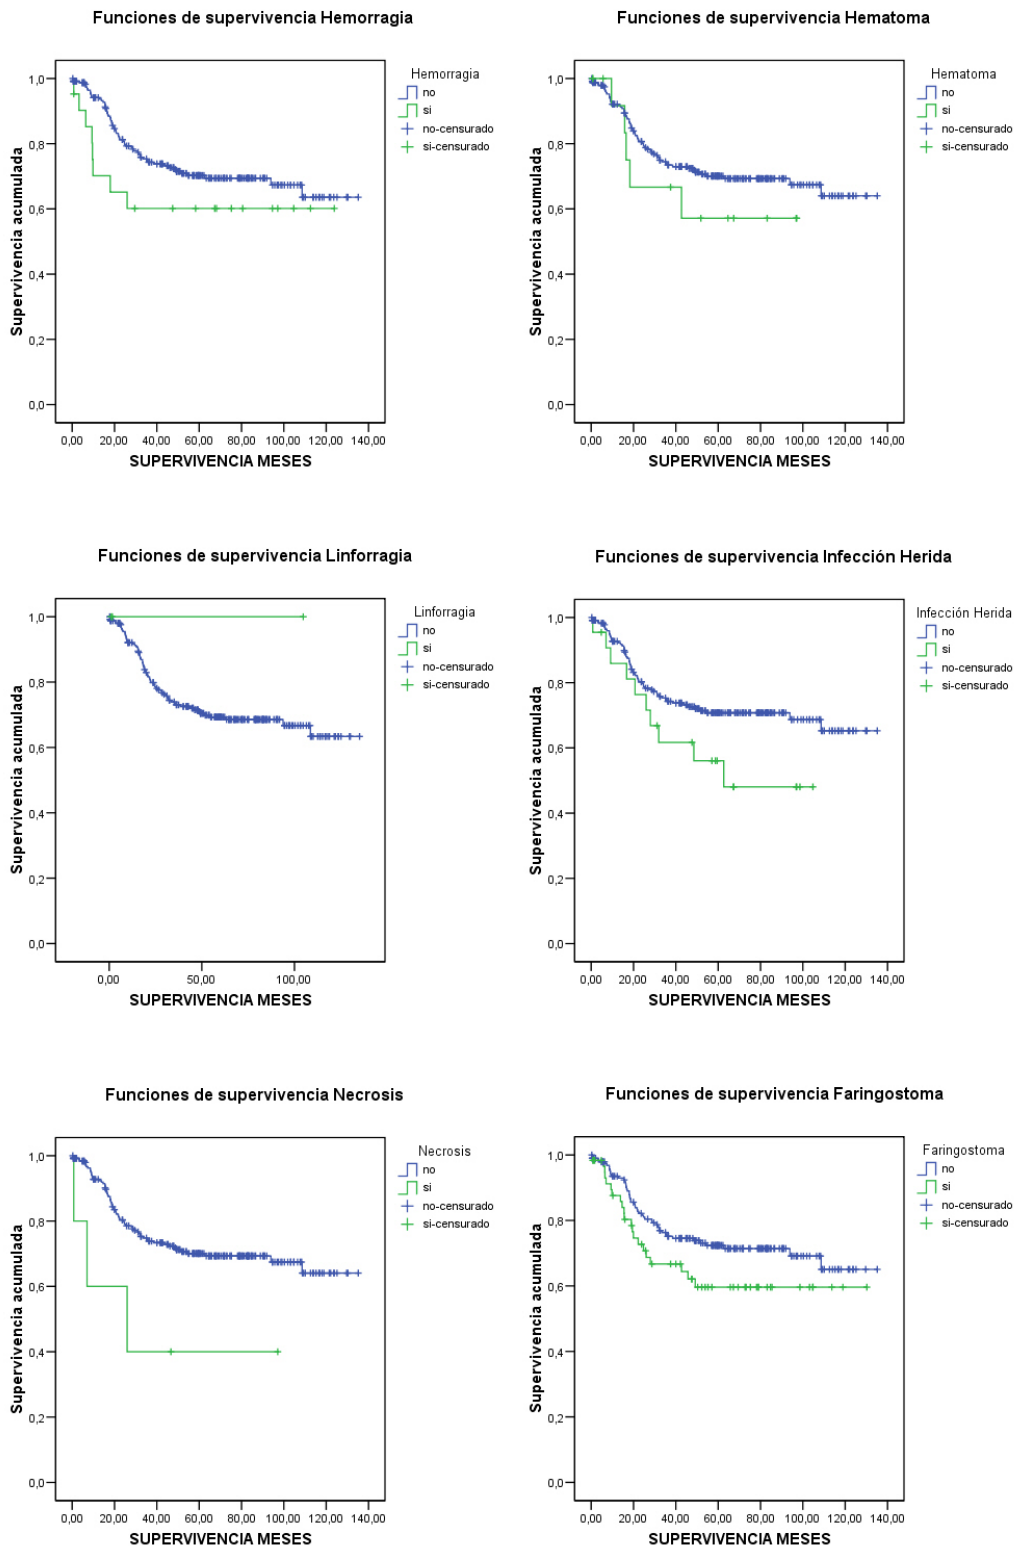 Funciones de supervivencia Hemorragia
Supervivencia acumulada
1,0
0,8
0,6
0,4
0,2
0,0
0,00 20,00 40,00 60,00 80,00 100,00 120,00 140,00
SUPERVIVENCIA MESES
Hemorragia
no
si
no-censurado
si-censurado
Funciones de supervivencia Hematoma
Supervivencia acumulada
1,0
0,8
0,6
0,4
0,2
0,0
0,00 20,00 40,00 60,00 80,00 100,00 120,00 140,00
SUPERVIVENCIA MESES
Hematoma
no
si
no-censurado
si-censurado
Funciones de supervivencia Linforragia
Supervivencia acumulada
1,0
0,8
0,6
0,4
0,2
0,0
0,00 50,00 100,00
SUPERVIVENCIA MESES
Linforragia
no
si
no-censurado
si-censurado
Funciones de supervivencia Infección Herida
Supervivencia acumulada
1,0
0,8
0,6
0,4
0,2
0,0
0,00 20,00 40,00 60,00 80,00 100,00 120,00 140,00
SUPERVIVENCIA MESES
Infección Herida
no
si
no-censurado
si-censurado
Funciones de supervivencia Necrosis
Supervivencia acumulada
1,0
0,8
0,6
0,4
0,2
0,0
0,00 20,00 40,00 60,00 80,00 100,00 120,00 140,00
SUPERVIVENCIA MESES
Necrosis
no
si
no-censurado
si-censurado
Funciones de supervivencia Faringostoma
Supervivencia acumulada
1,0
0,8
0,6
0,4
0,2
0,0
0,00 20,00 40,00 60,00 80,00 100,00 120,00 140,00
SUPERVIVENCIA MESES
Faringostoma
no
si
no-censurado
si-censurado